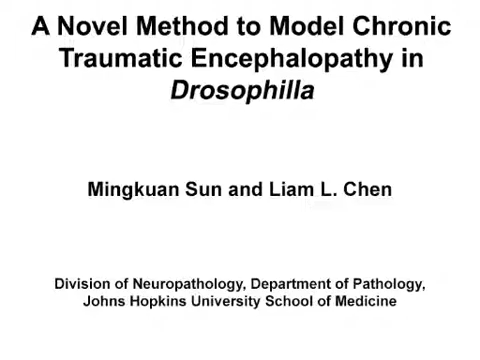 A Novel Method to Model Chronic
Traumatic Encephalopathy in
Drosophilla
Mingkuan Sun and Liam L. Chen
Division of Neuropathology, Department of Pathology,
Johns Hopkins University School of Medicine